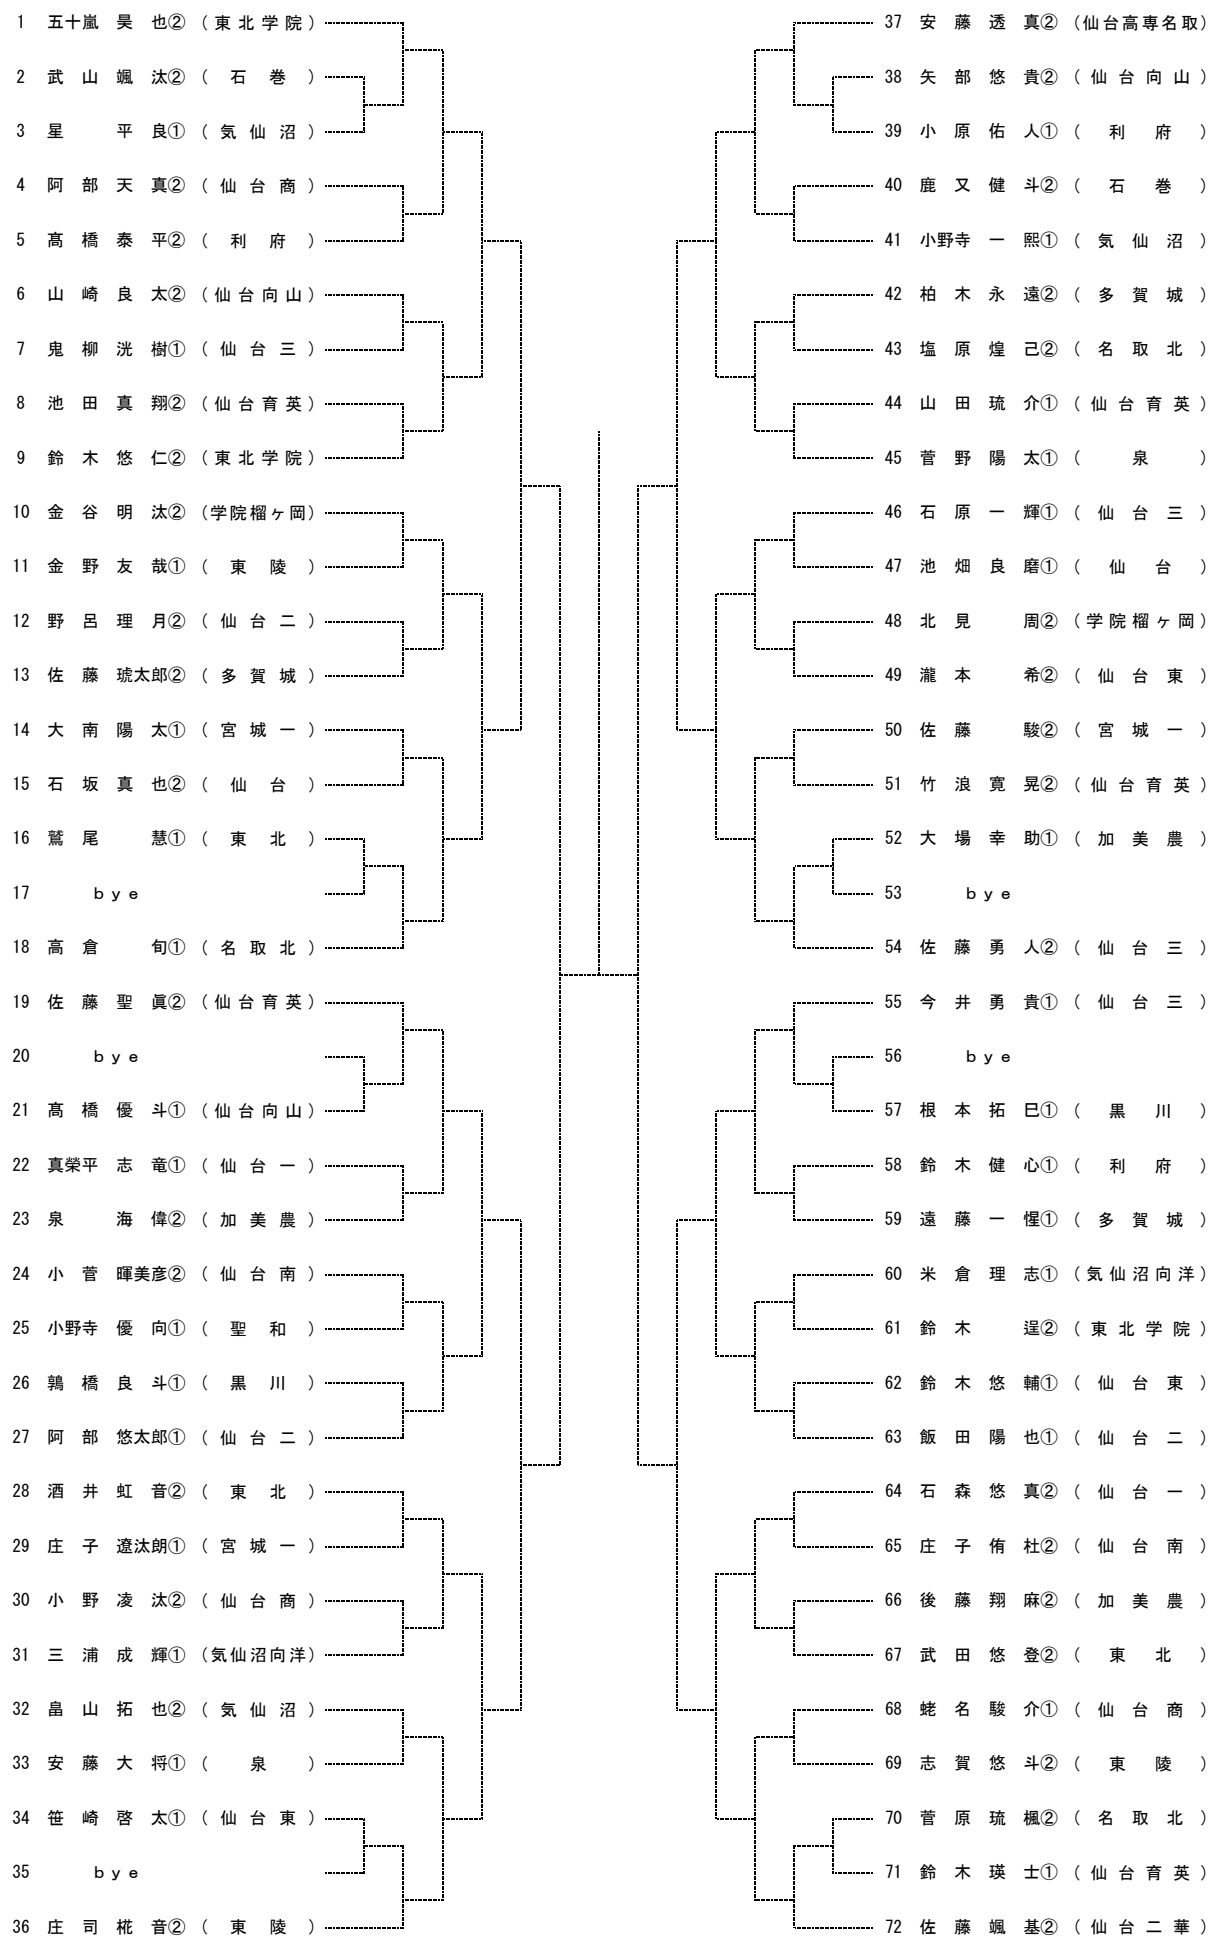 1 五十嵐 昊 也② (東北学院)
2 武 山 颯 汰② ( 石 巻 )
3 星 平 良① ( 気 仙 沼 )
4 阿 部 天 真② ( 仙 台 商 )
5 髙 橋 泰 平② ( 利 府 )
6 山 崎 良 太② (仙台向山)
7 鬼 柳 洸 樹① ( 仙 台 三 )
8 池 田 真 翔② (仙台育英)
9 鈴 木 悠 仁② (東北学院)
10 金 谷 明 汰② (学院榴ヶ岡)
11 金 野 友 哉① ( 東 陵 )
12 野 呂 理 月② ( 仙 台 二 )
13 佐 藤 琥太郎② ( 多 賀 城 )
14 大 南 陽 太① ( 宮 城 一 )
15 石 坂 真 也② ( 仙 台 )
16 鷲 尾 慧① ( 東 北 )
17 ｂｙｅ
18 高 倉 旬① ( 名 取 北 )
19 佐 藤 聖 眞② (仙台育英)
20 ｂｙｅ
21 髙 橋 優 斗① (仙台向山)
22 真榮平 志 竜① ( 仙 台 一 )
23 泉 海 偉② ( 加 美 農 )
24 小 菅 暉美彦② ( 仙 台 南 )
25 小野寺 優 向① ( 聖 和 )
26 鶉 橋 良 斗① ( 黒 川 )
27 阿 部 悠太郎① ( 仙 台 二 )
28 酒 井 虹 音② ( 東 北 )
29 庄 子 遼汰朗① ( 宮 城 一 )
30 小 野 凌 汰② ( 仙 台 商 )
31 三 浦 成 輝① (気仙沼向洋)
32 畠 山 拓 也② ( 気 仙 沼 )
33 安 藤 大 将① ( 泉 )
34 笹 崎 啓 太① ( 仙 台 東 )
35 ｂｙｅ
36 庄 司 椛 音② ( 東 陵 )
37 安 藤 透 真② (仙台高専名取)
38 矢 部 悠 貴② (仙台向山)
39 小 原 佑 人① ( 利 府 )
40 鹿 又 健 斗② ( 石 巻 )
41 小野寺 一 熙① ( 気 仙 沼 )
42 柏 木 永 遠② ( 多 賀 城 )
43 塩 原 煌 己② ( 名 取 北 )
44 山 田 琉 介① (仙台育英)
45 菅 野 陽 太① ( 泉 )
46 石 原 一 輝① ( 仙 台 三 )
47 池 畑 良 磨① ( 仙 台 )
48 北 見 周② (学院榴ヶ岡)
49 瀧 本 希② ( 仙 台 東 )
50 佐 藤 駿② ( 宮 城 一 )
51 竹 浪 寛 晃② (仙台育英)
52 大 場 幸 助① ( 加 美 農 )
53 ｂｙｅ
54 佐 藤 勇 人② ( 仙 台 三 )
55 今 井 勇 貴① ( 仙 台 三 )
56 ｂｙｅ
57 根 本 拓 巳① ( 黒 川 )
58 鈴 木 健 心① ( 利 府 )
59 遠 藤 一 惺① ( 多 賀 城 )
60 米 倉 理 志① (気仙沼向洋)
61 鈴 木 逞② (東北学院)
62 鈴 木 悠 輔① ( 仙 台 東 )
63 飯 田 陽 也① ( 仙 台 二 )
64 石 森 悠 真② ( 仙 台 一 )
65 庄 子 侑 杜② ( 仙 台 南 )
66 後 藤 翔 麻② ( 加 美 農 )
67 武 田 悠 登② ( 東 北 )
68 蛯 名 駿 介① ( 仙 台 商 )
69 志 賀 悠 斗② ( 東 陵 )
70 菅 原 琉 楓② ( 名 取 北 )
71 鈴 木 瑛 士① (仙台育英)
72 佐 藤 颯 基② (仙台二華)